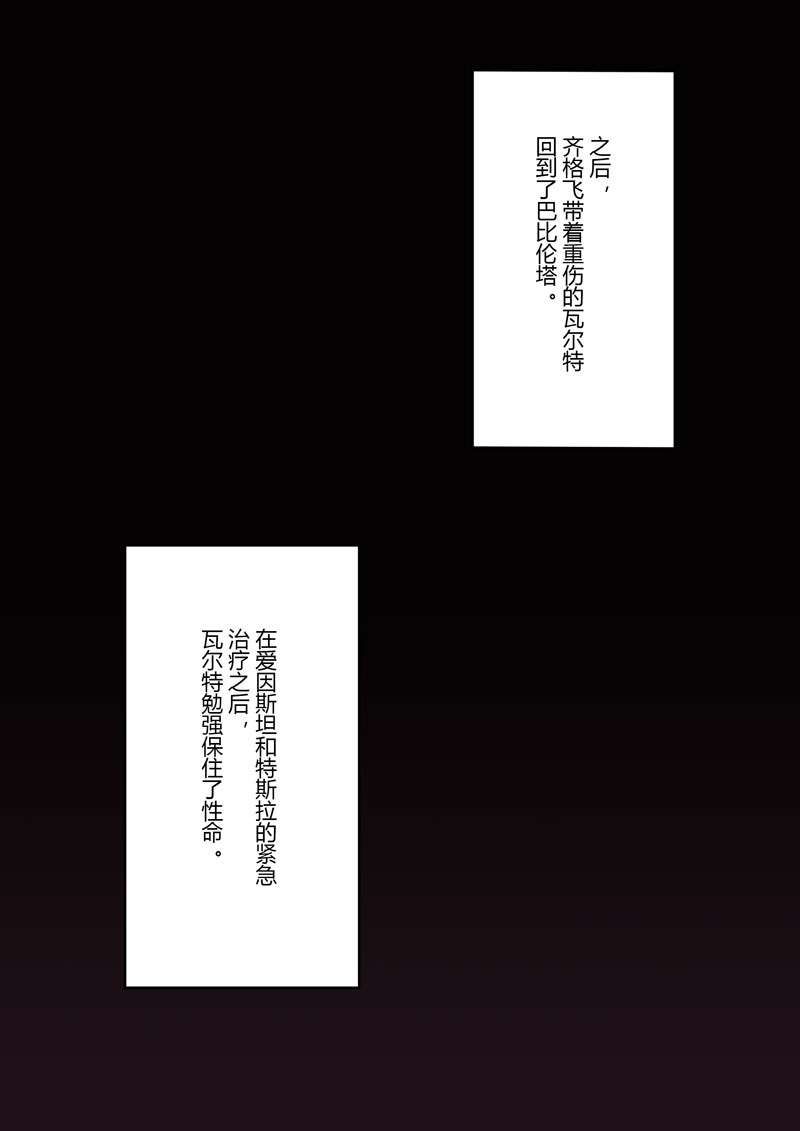 之后，
齐格飞带着重伤的瓦尔特
回到了巴比伦塔。
在爱因斯坦和特斯拉的紧急
治疗之后，
瓦尔特勉强保住了性命。